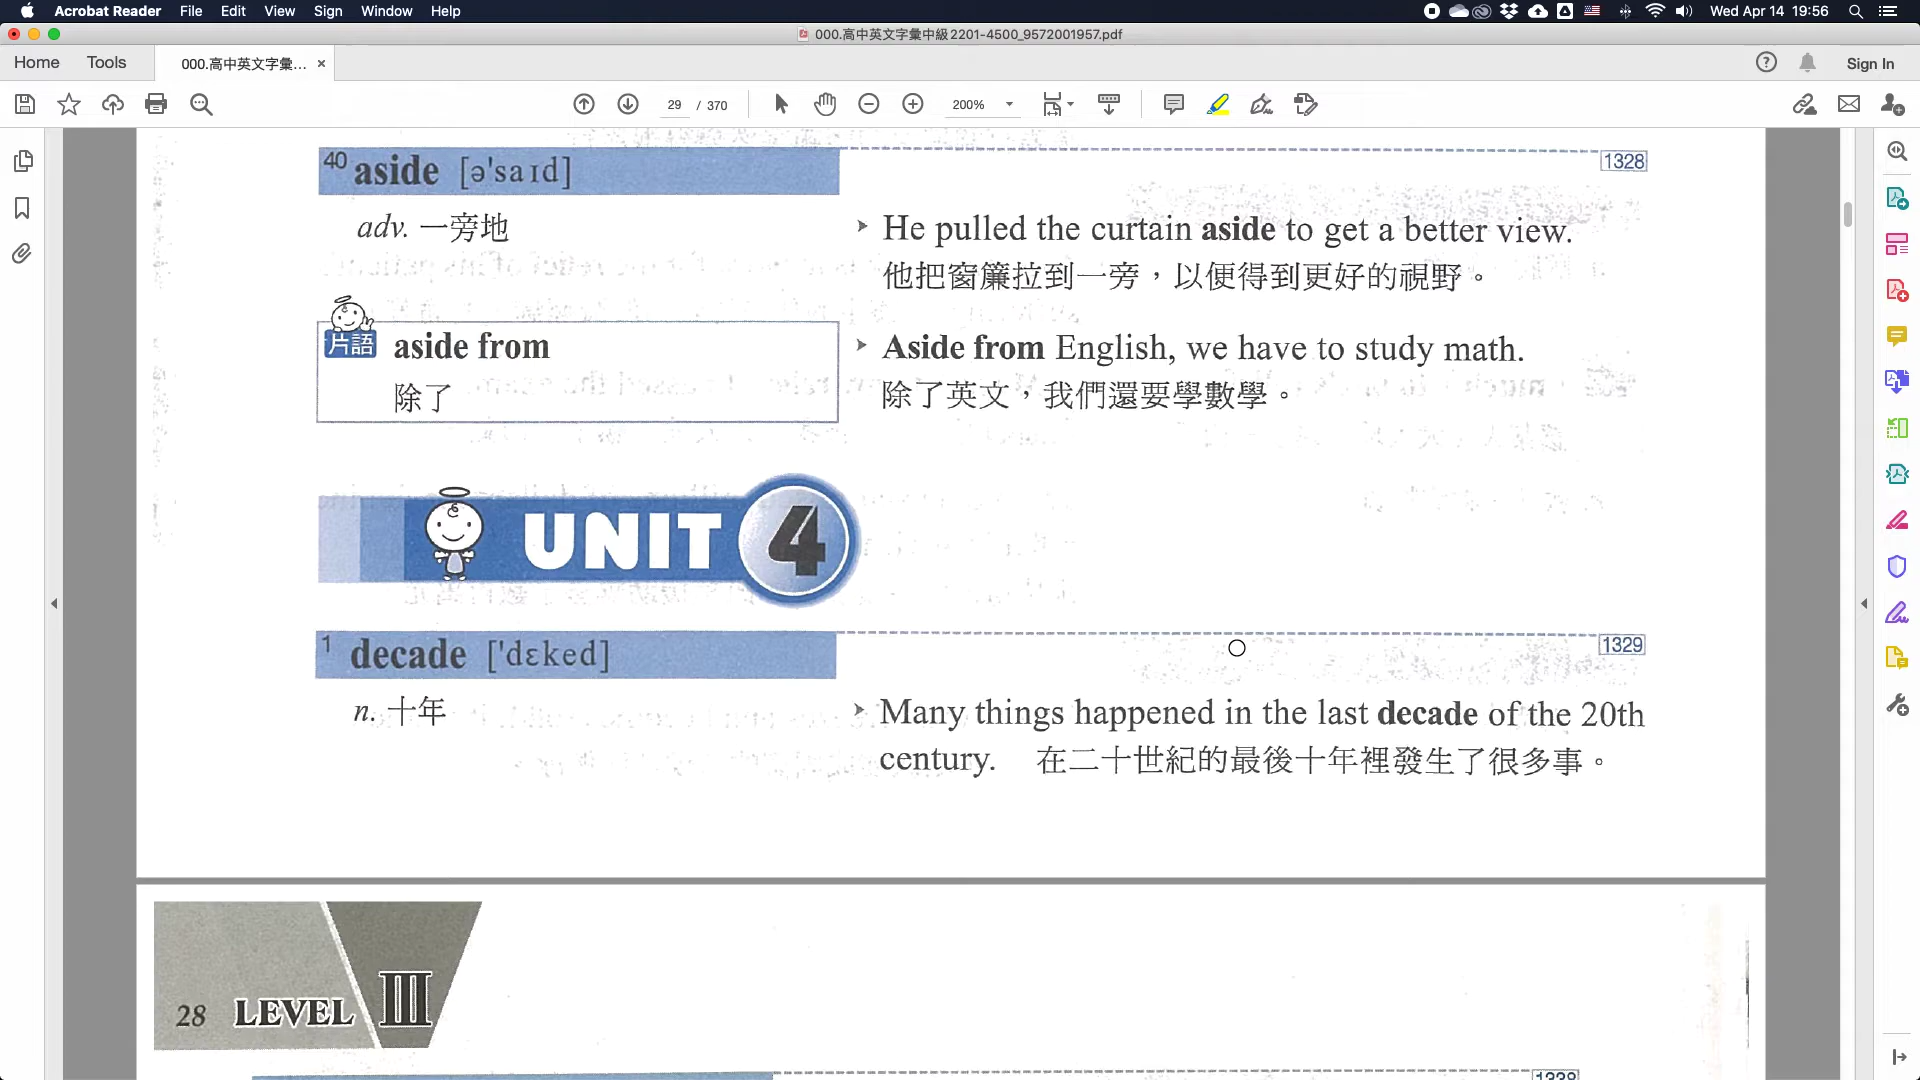 Acrobat Reader File Edit View Sign Window Help
Wed Apr 14 19:56
000.高中英文字彙中級2201-4500_9572001957.pdf
Home Tools 000.高中英文字彙... × Sign In
29 / 370 200%
40 aside [ə'saɪd] 1328
adv. 一旁地
He pulled the curtain aside to get a better view.
他把窗簾拉到一旁，以便得到更好的視野。
片語 aside from
除了
Aside from English, we have to study math.
除了英文，我們還要學數學。
UNIT 4
1 decade ['dɛked] 1329
n. 十年
Many things happened in the last decade of the 20th
century. 在二十世紀的最後十年裡發生了很多事。
28 LEVEL III
1338